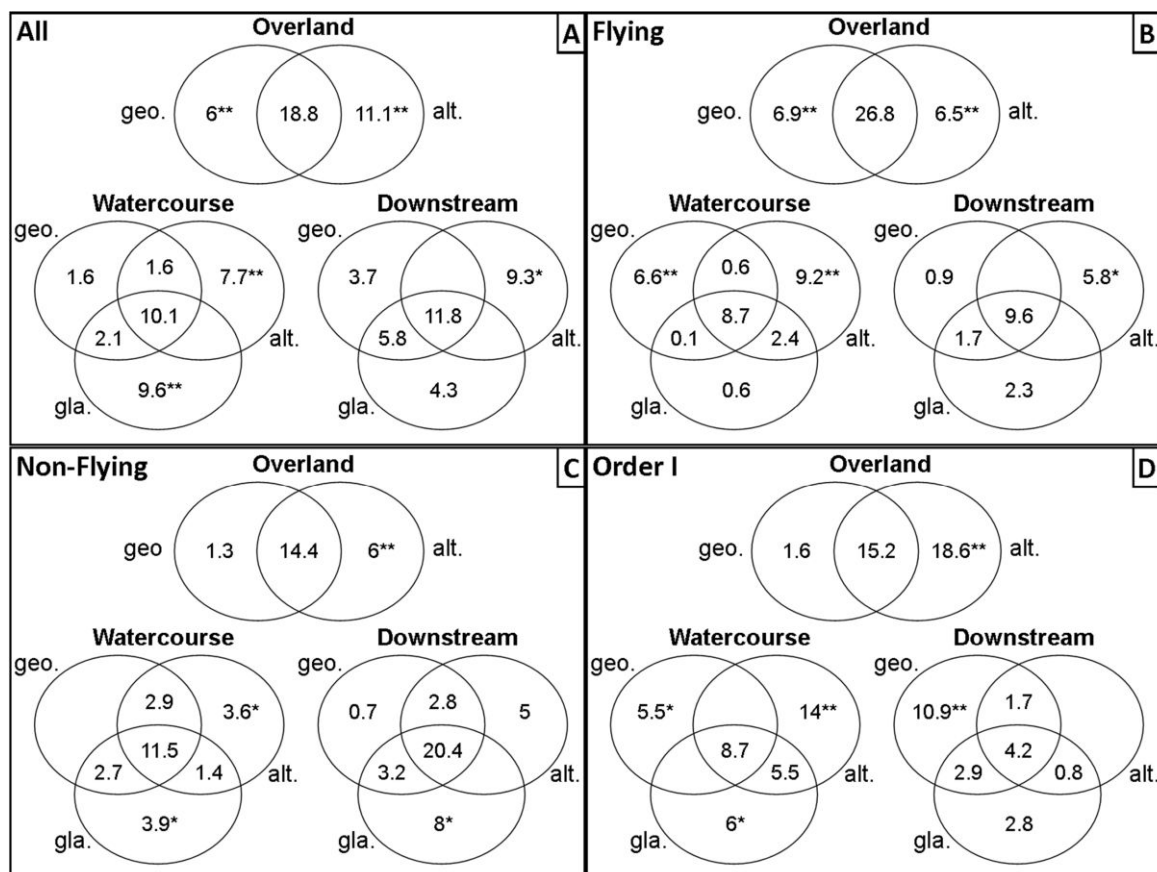 All
A
Overland
geo. 6** 18.8 11.1** alt.
Watercourse
geo.
1.6 1.6 7.7**
10.1
2.1
alt.
9.6**
gla.
Downstream
geo.
3.7 9.3*
11.8
5.8
alt.
4.3
gla.
Flying
B
Overland
geo. 6.9** 26.8 6.5** alt.
Watercourse
geo.
6.6** 0.6 9.2**
8.7
0.1 2.4
alt.
0.6
gla.
Downstream
geo.
0.9 5.8*
9.6
1.7
alt.
2.3
gla.
Non-Flying
C
Overland
geo 1.3 14.4 6** alt.
Watercourse
geo.
2.9 3.6*
11.5
2.7 1.4
alt.
3.9*
gla.
Downstream
geo.
0.7 2.8 5
20.4
3.2
alt.
8*
gla.
Order I
D
Overland
geo. 1.6 15.2 18.6** alt.
Watercourse
geo.
5.5* 14**
8.7
5.5
alt.
6*
gla.
Downstream
geo.
10.9** 1.7
4.2
2.9 0.8
alt.
2.8
gla.